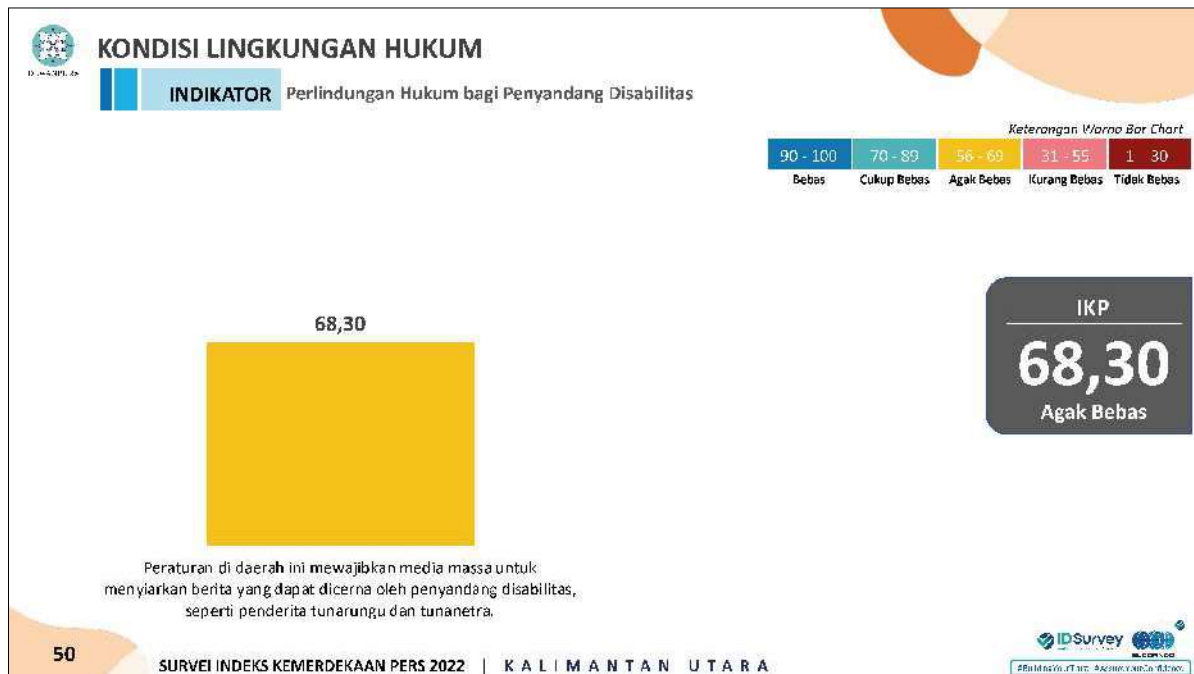 KONDISI LINGKUNGAN HUKUM
INDIKATOR Perlindungan Hukum bagi Penyandang Disabilitas
Keterangan Warna Bar Chart
90 - 100 70 - 89 56 - 69 31 - 55 1 30
Bebas Cukup Bebas Agak Bebas Kurang Bebas Tidak Bebas
IKP
68,30
Agak Bebas
68,30
Peraturan di daerah ini mewajibkan media massa untuk
menyiarkan berita yang dapat dicerna oleh penyandang disabilitas,
seperti penderita tunarungu dan tunanetra.
50
SURVEI INDEKS KEMERDEKAAN PERS 2022 | KALIMANTAN UTARA
IDSurvey